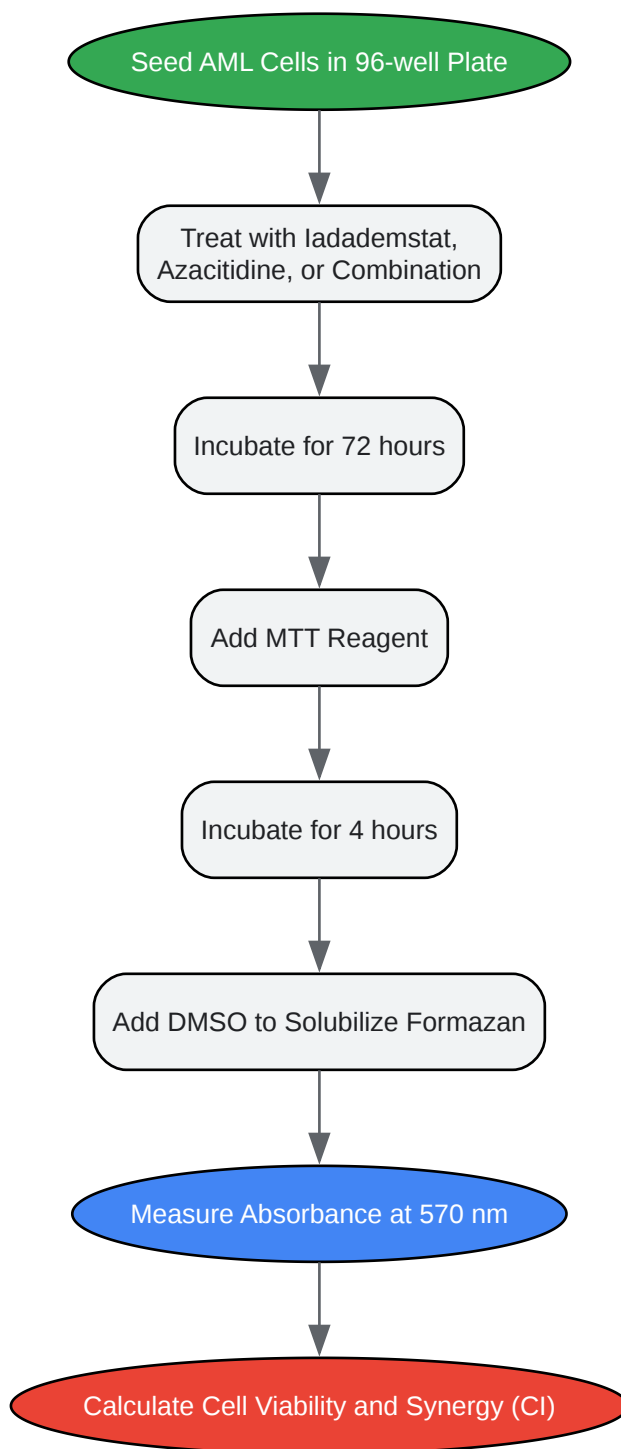 Seed AML Cells in 96-well Plate
Treat with Iadademstat,
Azacitidine, or Combination
Incubate for 72 hours
Add MTT Reagent
Incubate for 4 hours
Add DMSO to Solubilize Formazan
Measure Absorbance at 570 nm
Calculate Cell Viability and Synergy (CI)